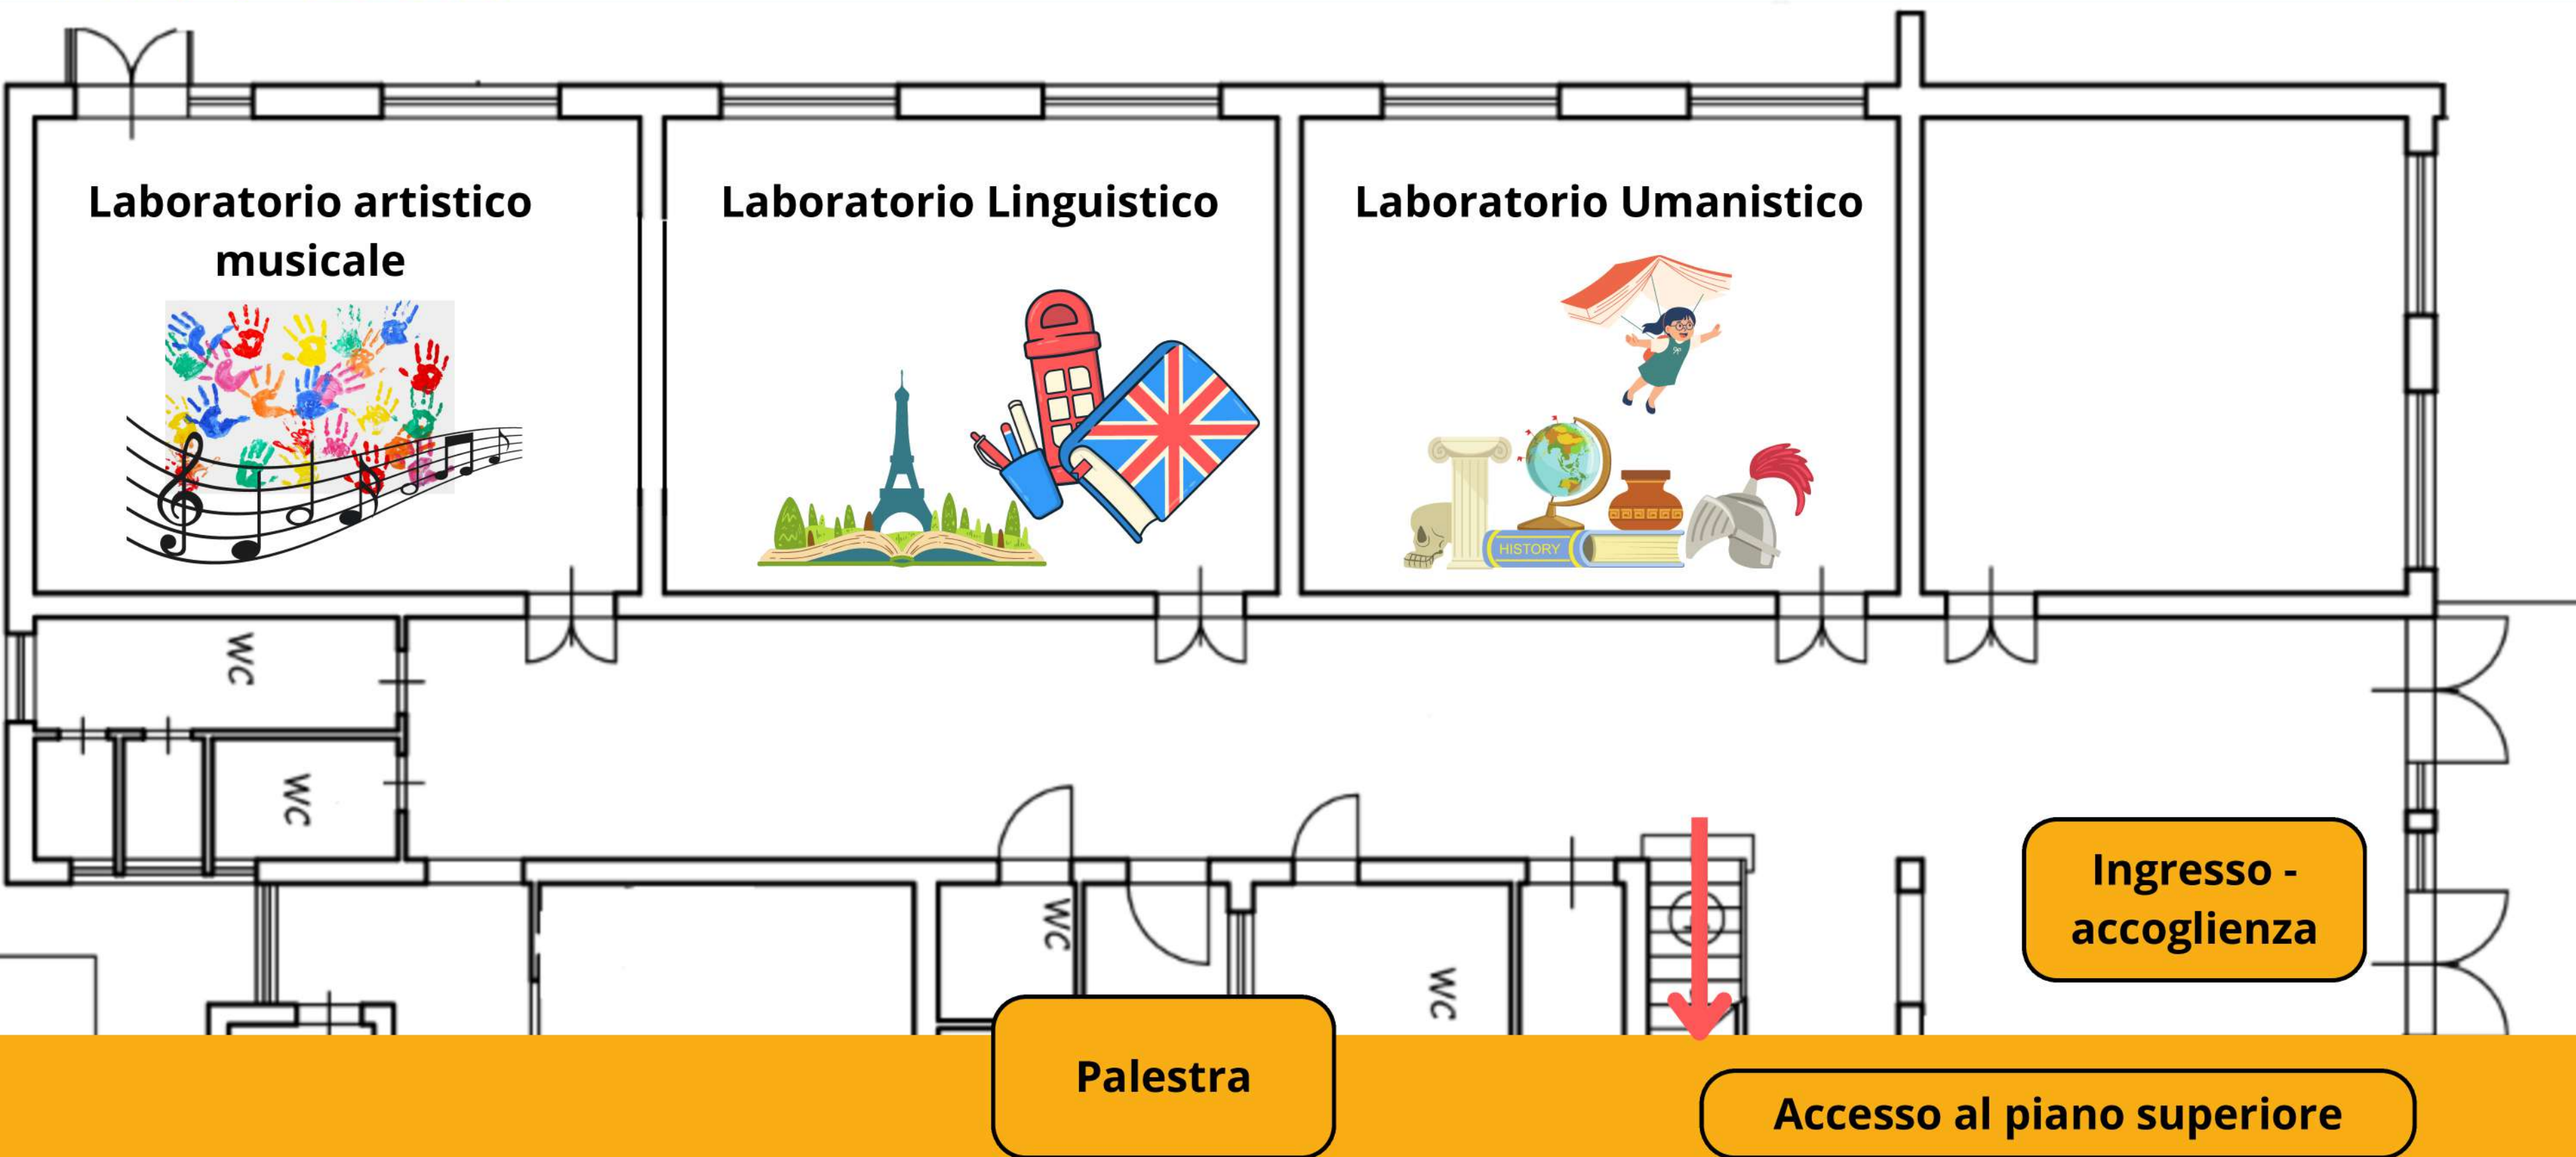 Laboratorio artistico
musicale
Laboratorio Linguistico
Laboratorio Umanistico
HISTORY
WC
WC
WC
WC
Ingresso -
accoglienza
Palestra
Accesso al piano superiore